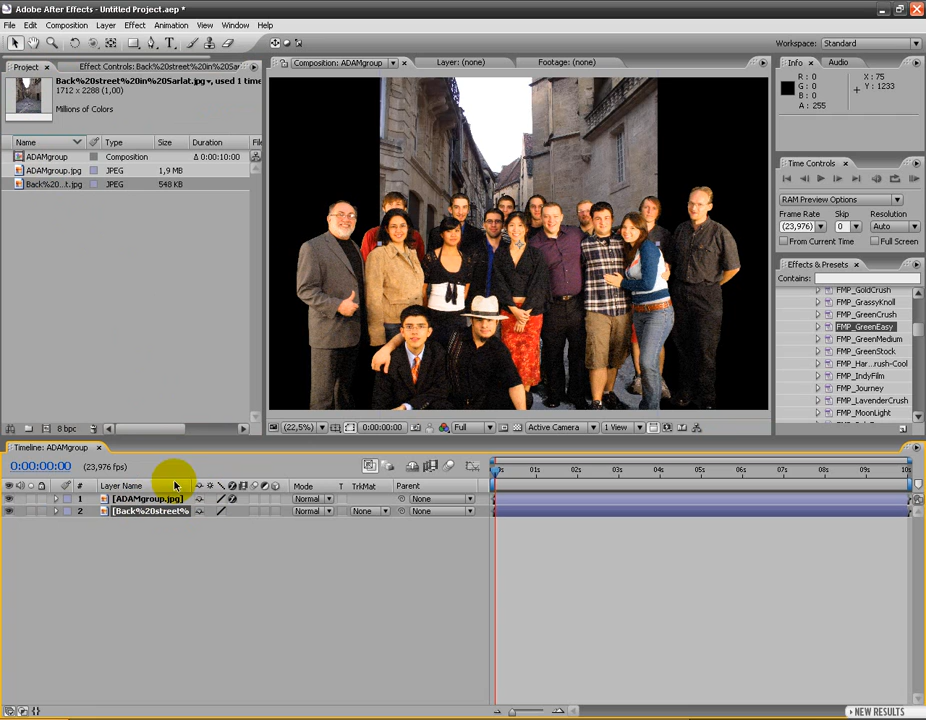 Adobe After Effects - Untitled Project.aep *
File Edit Composition Layer Effect Animation View Window Help
Workspace: Standard
Project × Effect Controls: Back%20street%20in%20Sarl
Back%20street%20in%20Sarlat.jpg, used 1 time
1712 x 2288 (1,00)
Millions of Colors
Name Type Size Duration File
ADAMgroup Composition Δ 0:00:10:00
ADAMgroup.jpg JPEG 1,9 MB
Back%20...t.jpg JPEG 548 KB
8 bpc
Composition: ADAMgroup × Layer: (none) Footage: (none)
(22,5%) 0:00:00:00 Full Active Camera 1 View
Info × Audio
R: 0
G: 0
B: 0
A: 255
X: 75
Y: 1233
Time Controls ×
RAM Preview Options
Frame Rate Skip Resolution
(23,976) 0 Auto
From Current Time Full Screen
Effects & Presets ×
Contains:
FMP_GoldCrush
FMP_GrassyKnoll
FMP_GreenCrush
FMP_GreenEasy
FMP_GreenMedium
FMP_GreenStock
FMP_Har...rush-Cool
FMP_IndyFilm
FMP_Journey
FMP_LavenderCrush
FMP_MoonLight
Timeline: ADAMgroup ×
0:00:00:00 (23,976 fps)
# Layer Name Mode T TrkMat Parent
1 [ADAMgroup.jpg] Normal None
2 [Back%20street% Normal None None
01s 02s 03s 04s 05s 06s 07s 08s 09s 10s
NEW RESULTS